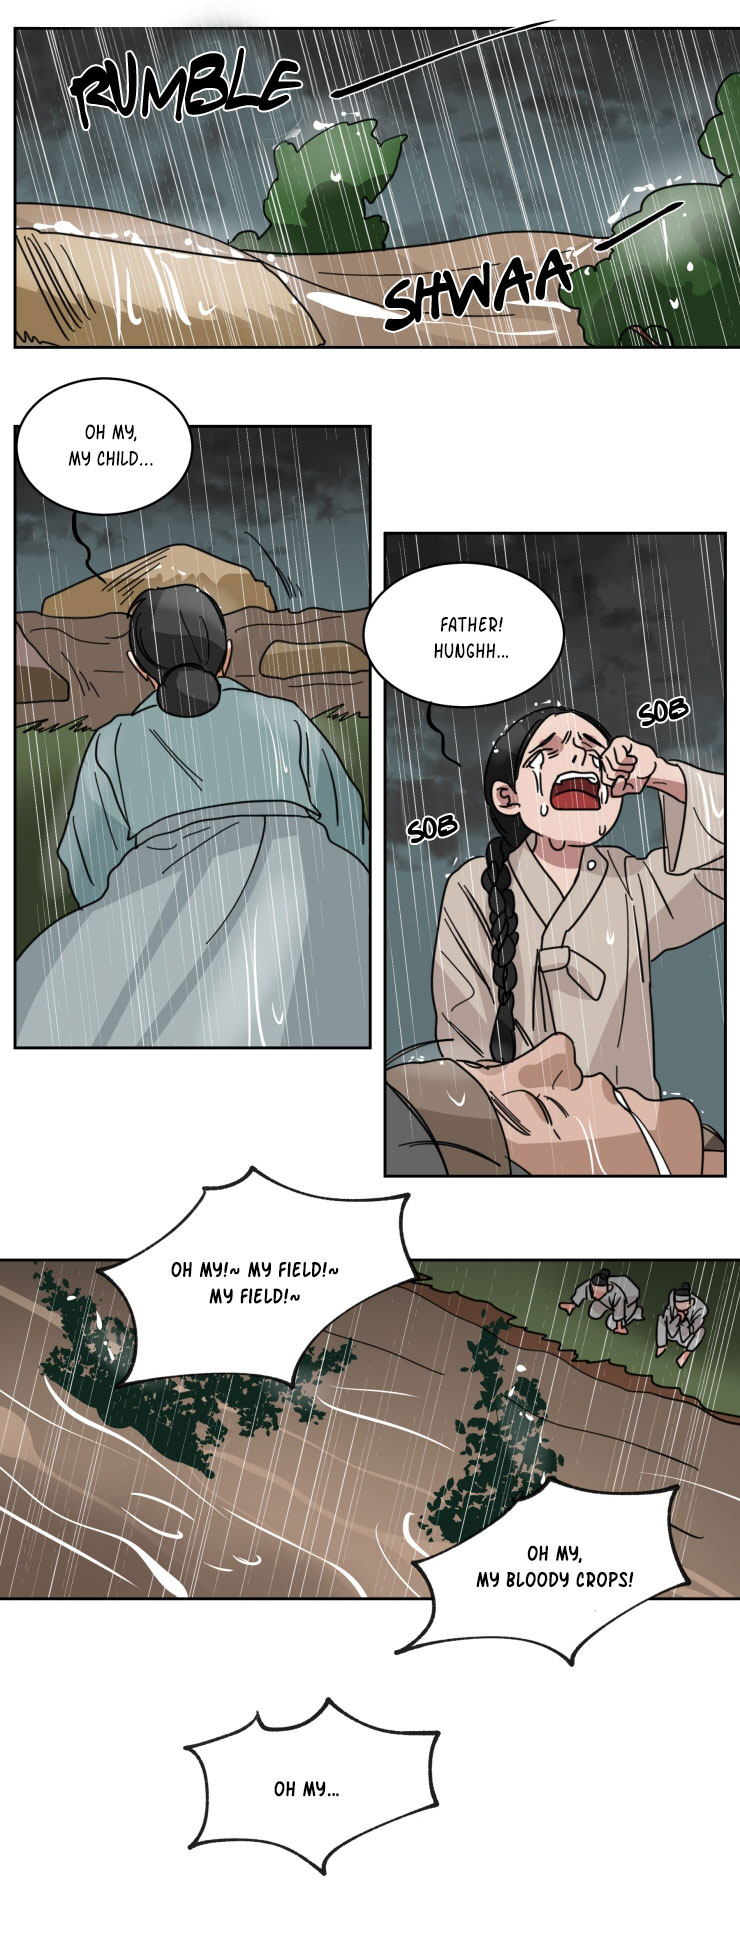 RUMBLE
SHWAA
OH MY,
MY CHILD...
FATHER!
HUNGHH...
SOB
SOB
OH MY!~ MY FIELD!~
MY FIELD!~
OH MY,
MY BLOODY CROPS!
OH MY...